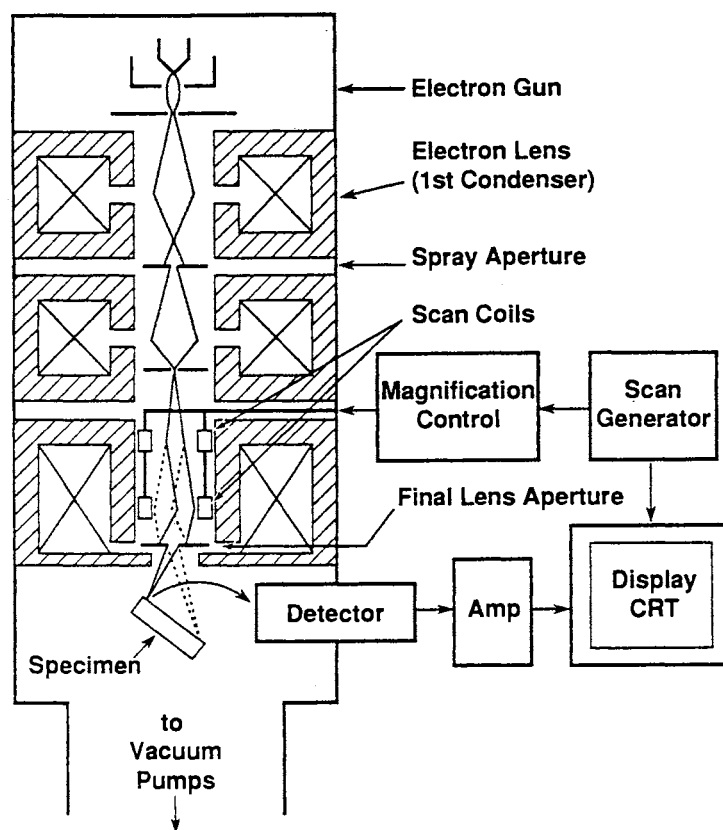 Electron Gun
Electron Lens
(1st Condenser)
Spray Aperture
Scan Coils
Magnification
Control
Scan
Generator
Final Lens Aperture
Display
CRT
Detector
Amp
Specimen
to
Vacuum
Pumps